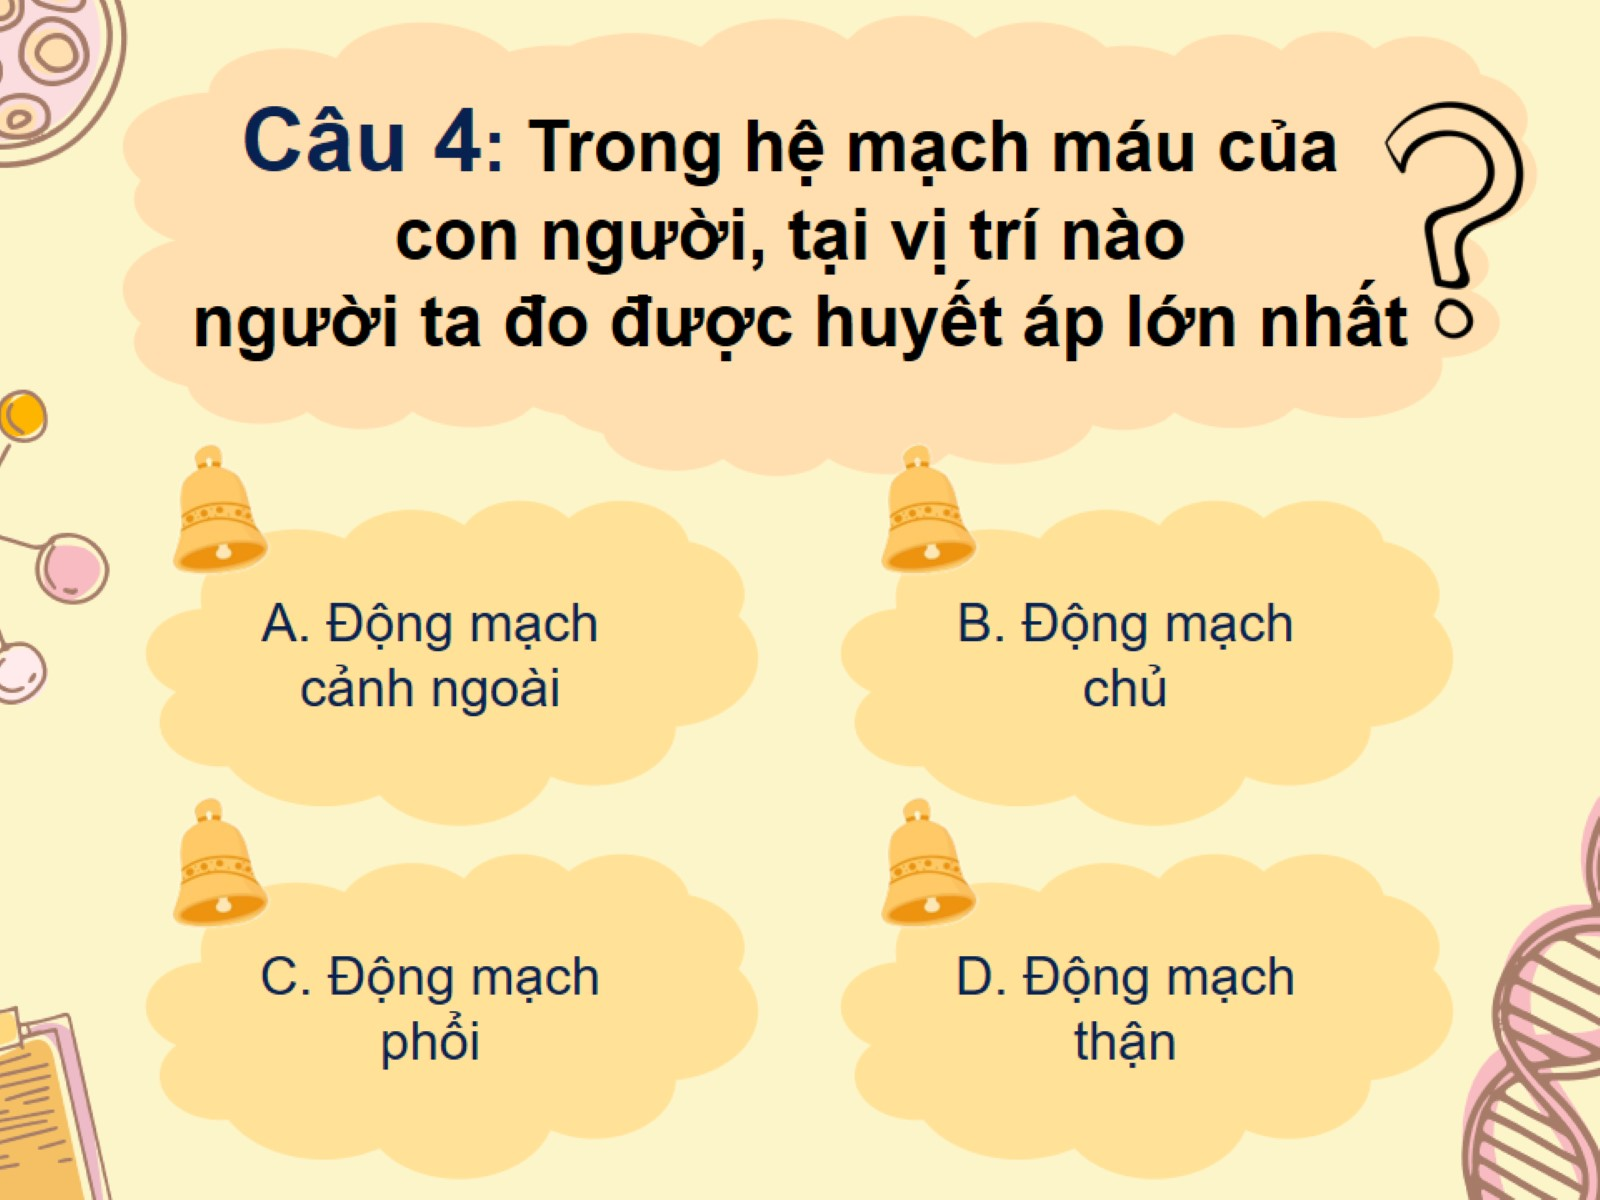 Câu 4: Trong hệ mạch máu của
con người, tại vị trí nào
người ta đo được huyết áp lớn nhất
?
A. Động mạch
cảnh ngoài
B. Động mạch
chủ
C. Động mạch
phổi
D. Động mạch
thận